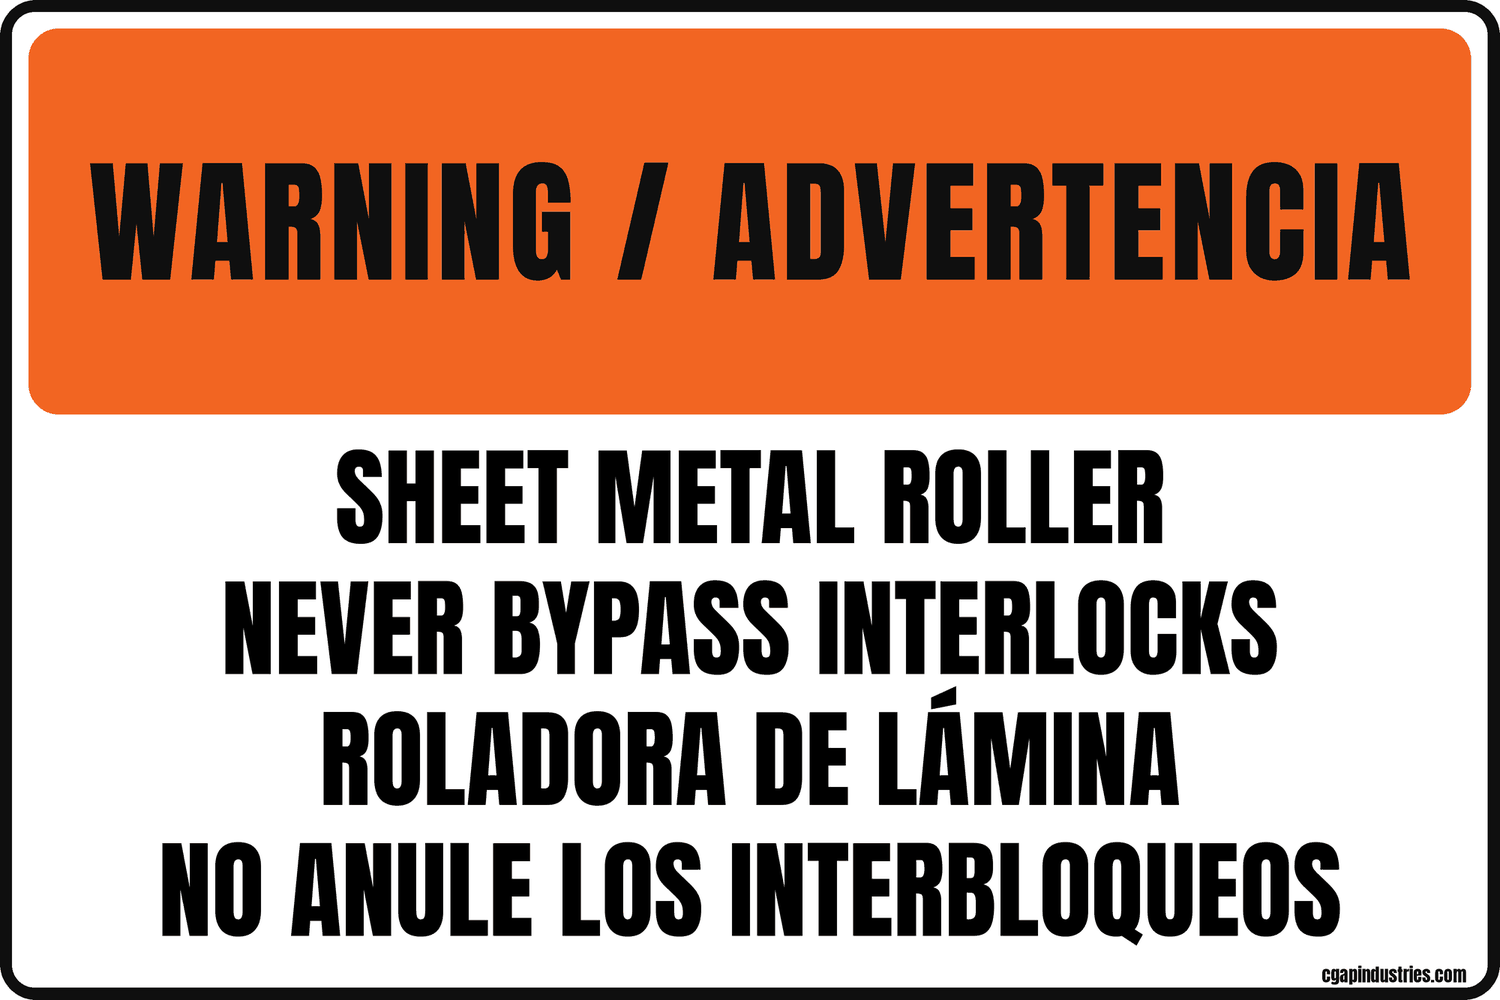 WARNING / ADVERTENCIA
SHEET METAL ROLLER
NEVER BYPASS INTERLOCKS
ROLADORA DE LÁMINA
NO ANULE LOS INTERBLOQUEOS
cgapindustries.com